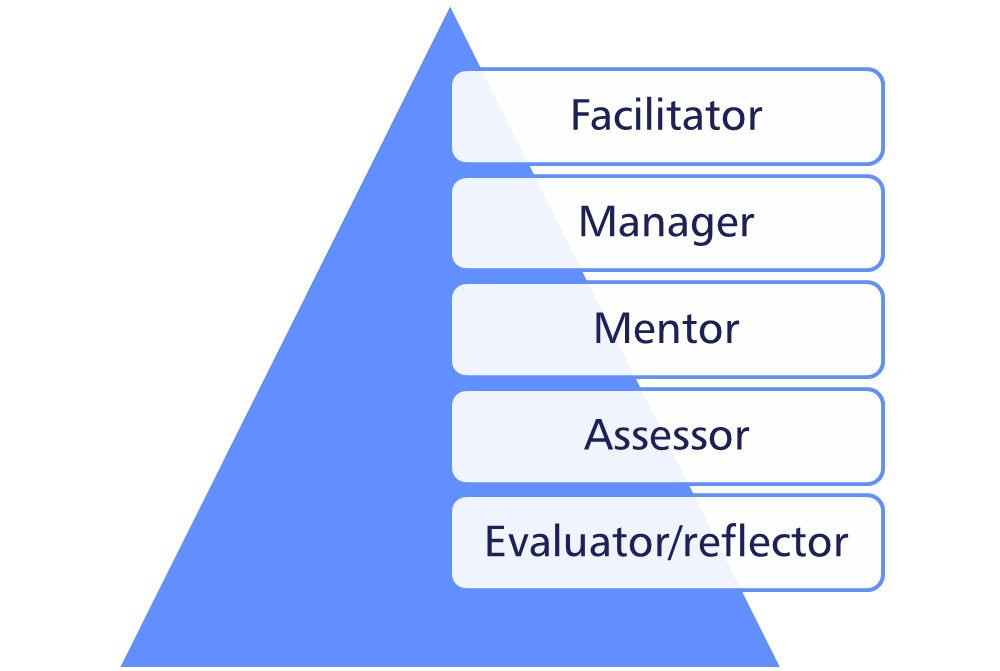 Facilitator
Manager
Mentor
Assessor
Evaluator/reflector